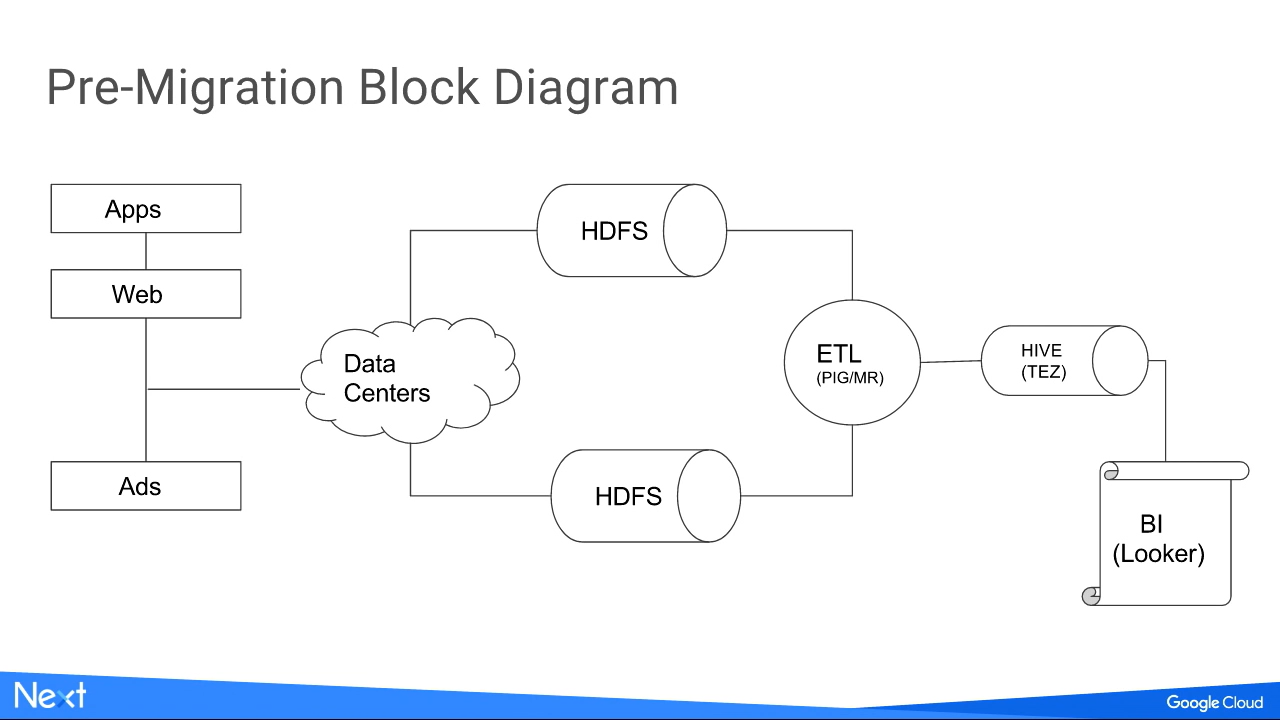 Pre-Migration Block Diagram
Apps
Web
Ads
Data
Centers
HDFS
HDFS
ETL
(PIG/MR)
HIVE
(TEZ)
BI
(Looker)
Next
Google Cloud